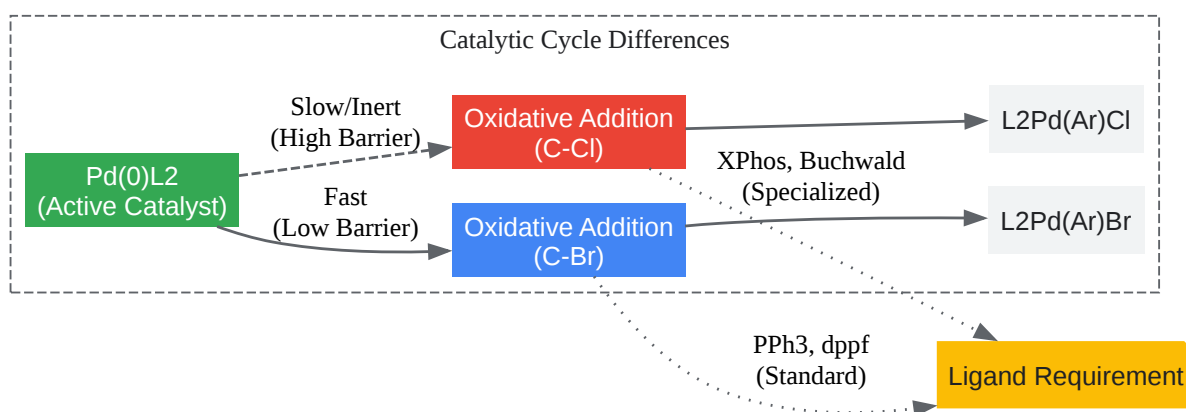 Catalytic Cycle Differences
Slow/Inert
(High Barrier)
Oxidative Addition
(C-Cl)
L2Pd(Ar)Cl
Pd(0)L2
(Active Catalyst)
XPhos, Buchwald
(Specialized)
Fast
(Low Barrier)
Oxidative Addition
(C-Br)
L2Pd(Ar)Br
PPh3, dppf
(Standard)
Ligand Requirement